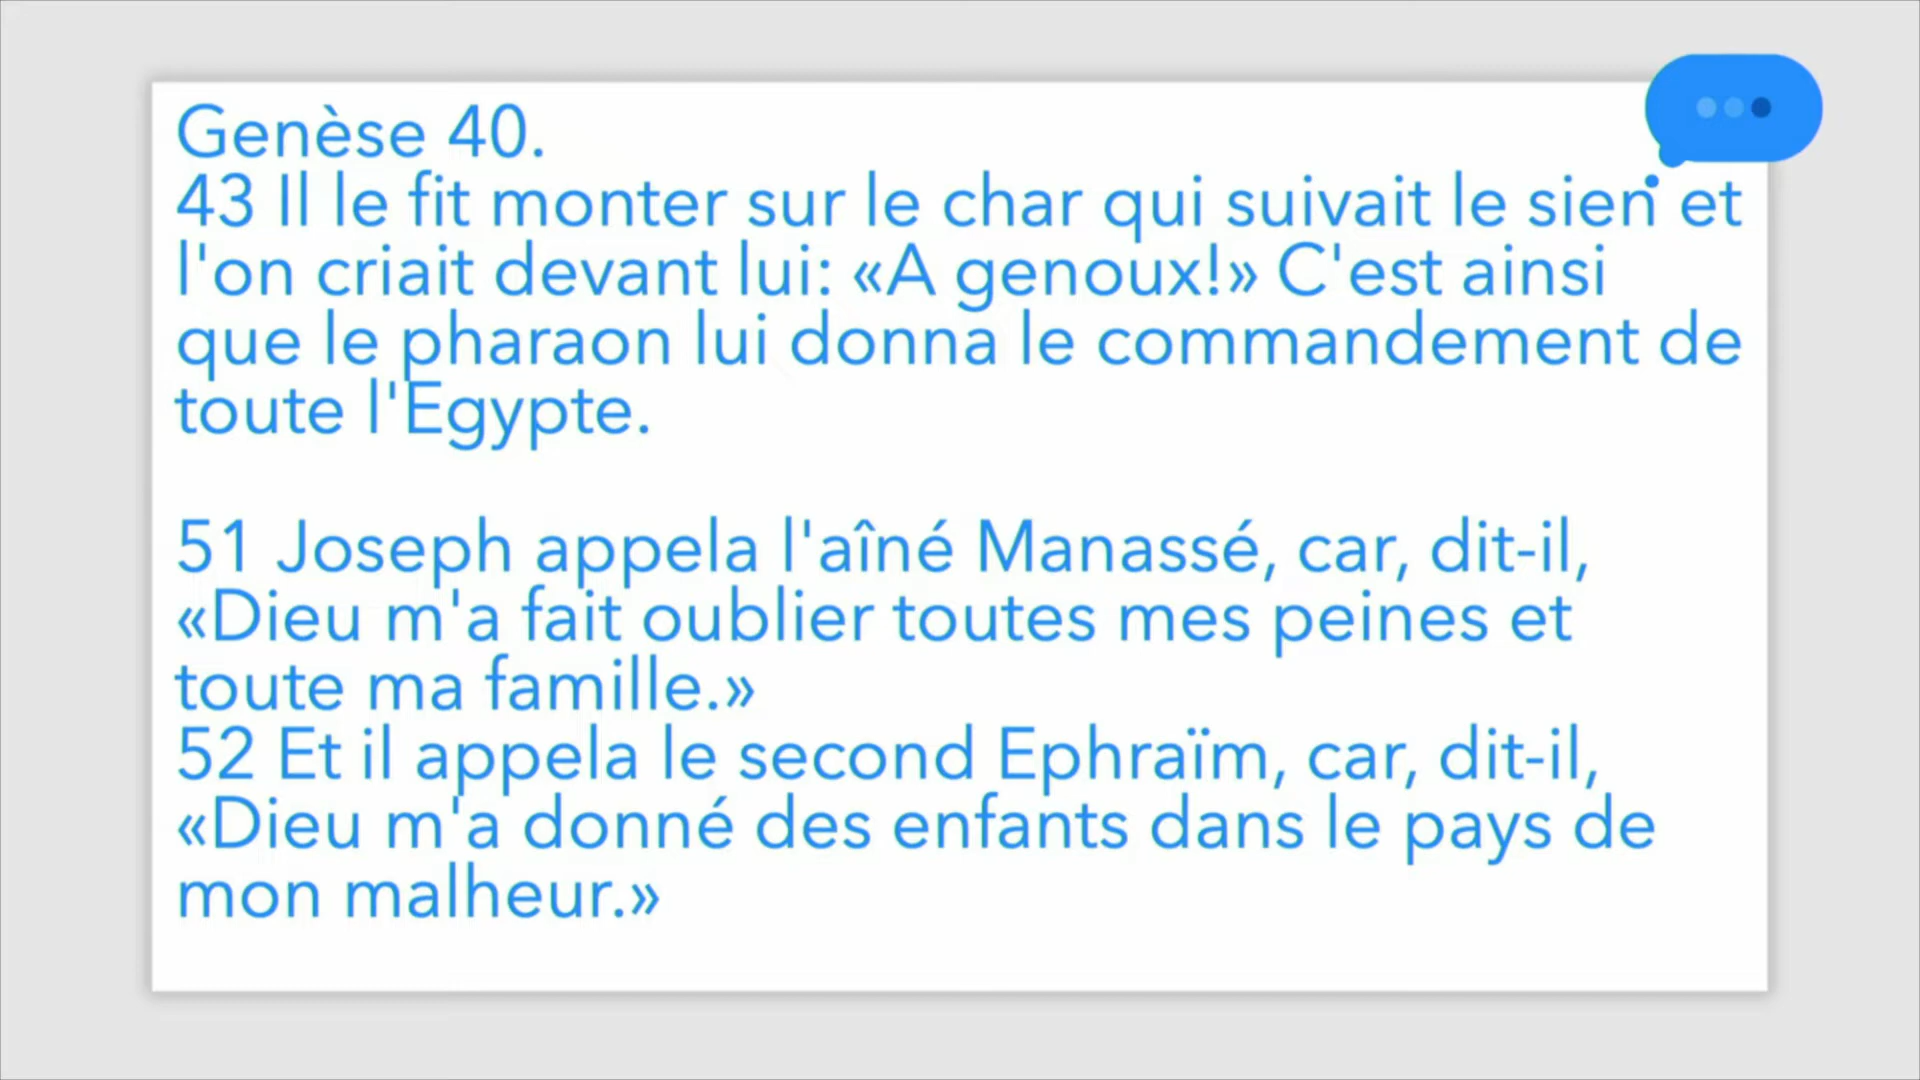 Genèse 40.
43 Il le fit monter sur le char qui suivait le sien et
l'on criait devant lui: «A genoux!» C'est ainsi
que le pharaon lui donna le commandement de
toute l'Egypte.
51 Joseph appela l'aîné Manassé, car, dit-il,
«Dieu m'a fait oublier toutes mes peines et
toute ma famille.»
52 Et il appela le second Ephraïm, car, dit-il,
«Dieu m'a donné des enfants dans le pays de
mon malheur.»